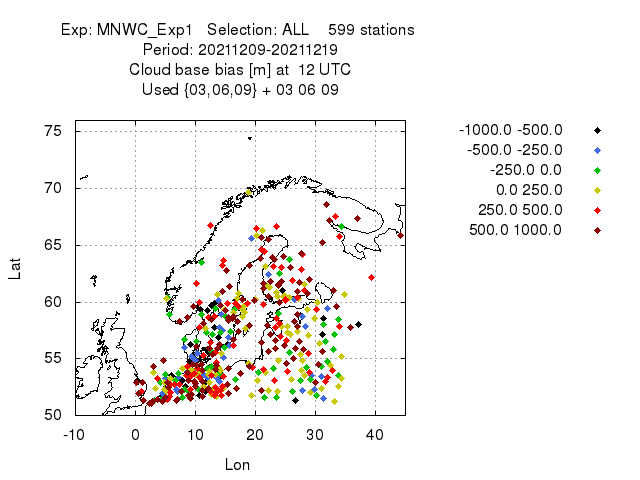 Exp: MNWC_Exp1 Selection: ALL 599 stations
Period: 20211209-20211219
Cloud base bias [m] at 12 UTC
Used {03,06,09} + 03 06 09
-1000.0 -500.0
-500.0 -250.0
-250.0 0.0
0.0 250.0
250.0 500.0
500.0 1000.0
75
70
65
60
55
50
Lat
-10 0 10 20 30 40
Lon